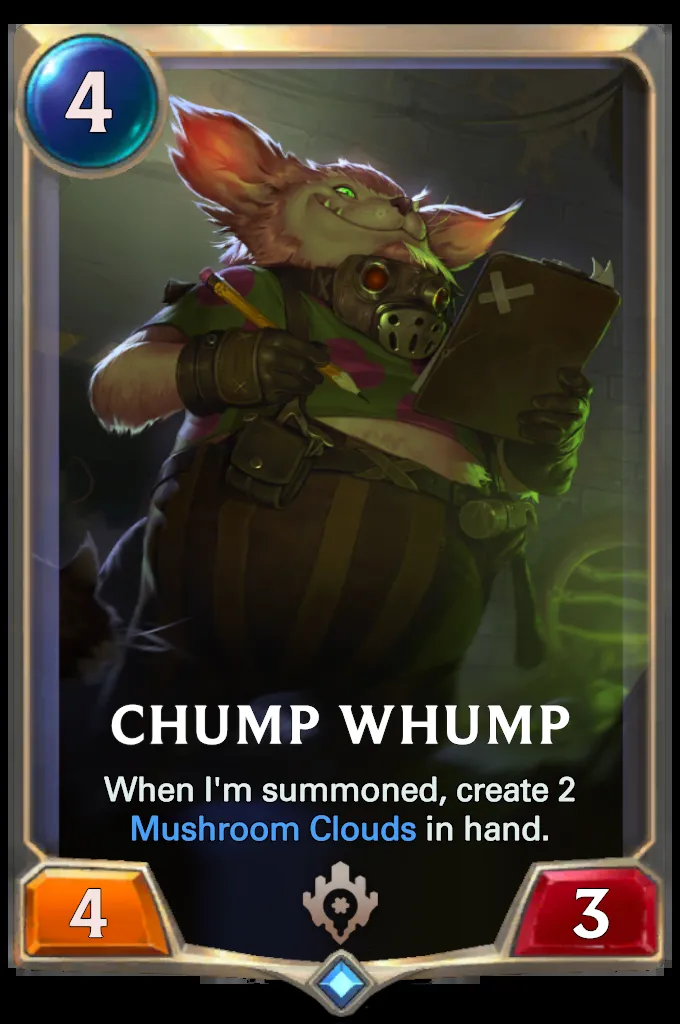 4
CHUMP WHUMP
When I'm summoned, create 2
Mushroom Clouds in hand.
4
3